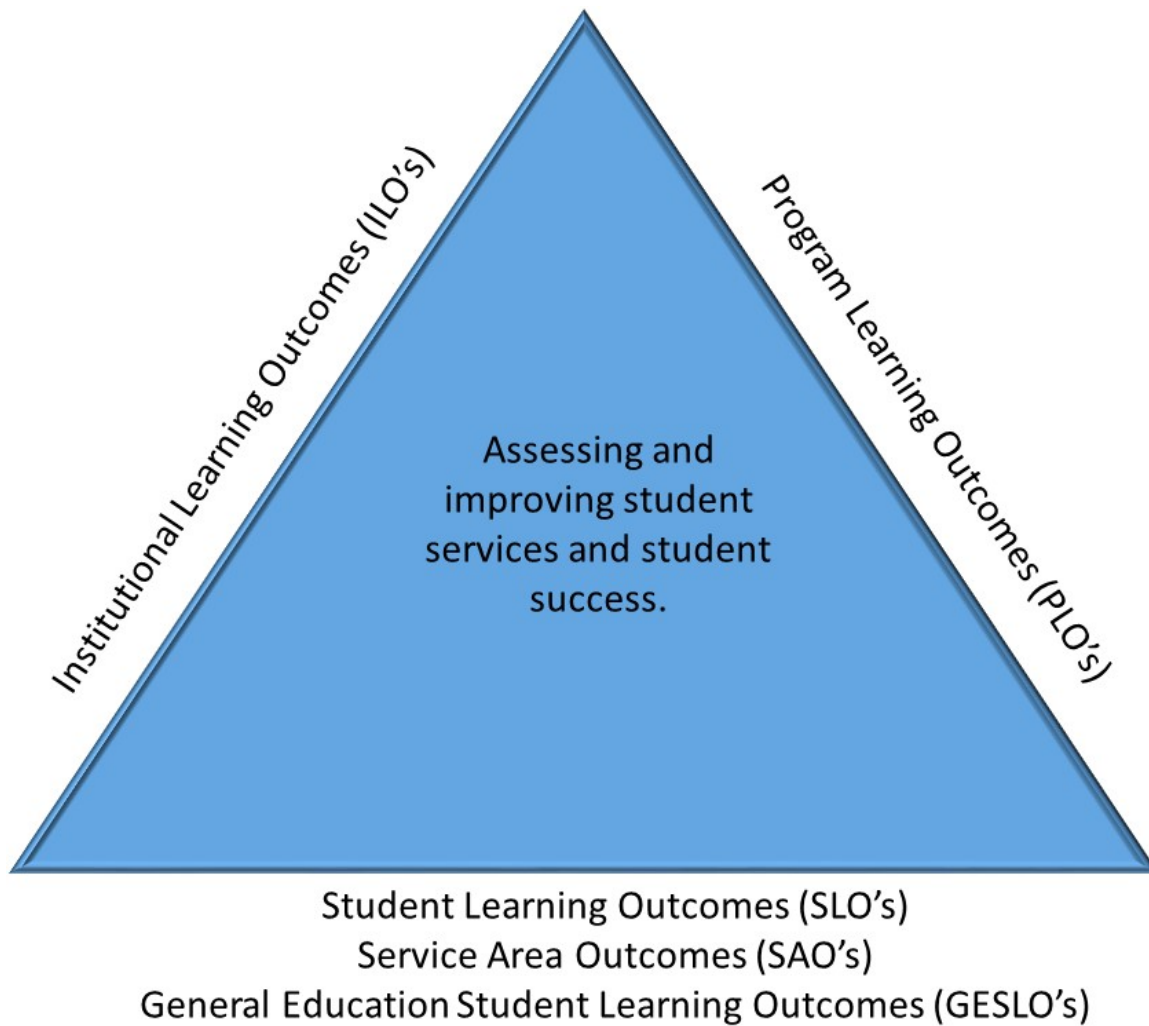 Institutional Learning Outcomes (ILO’s)
Program Learning Outcomes (PLO’s)
Assessing and
improving student
services and student
success.
Student Learning Outcomes (SLO’s)
Service Area Outcomes (SAO’s)
General Education Student Learning Outcomes (GESLO’s)